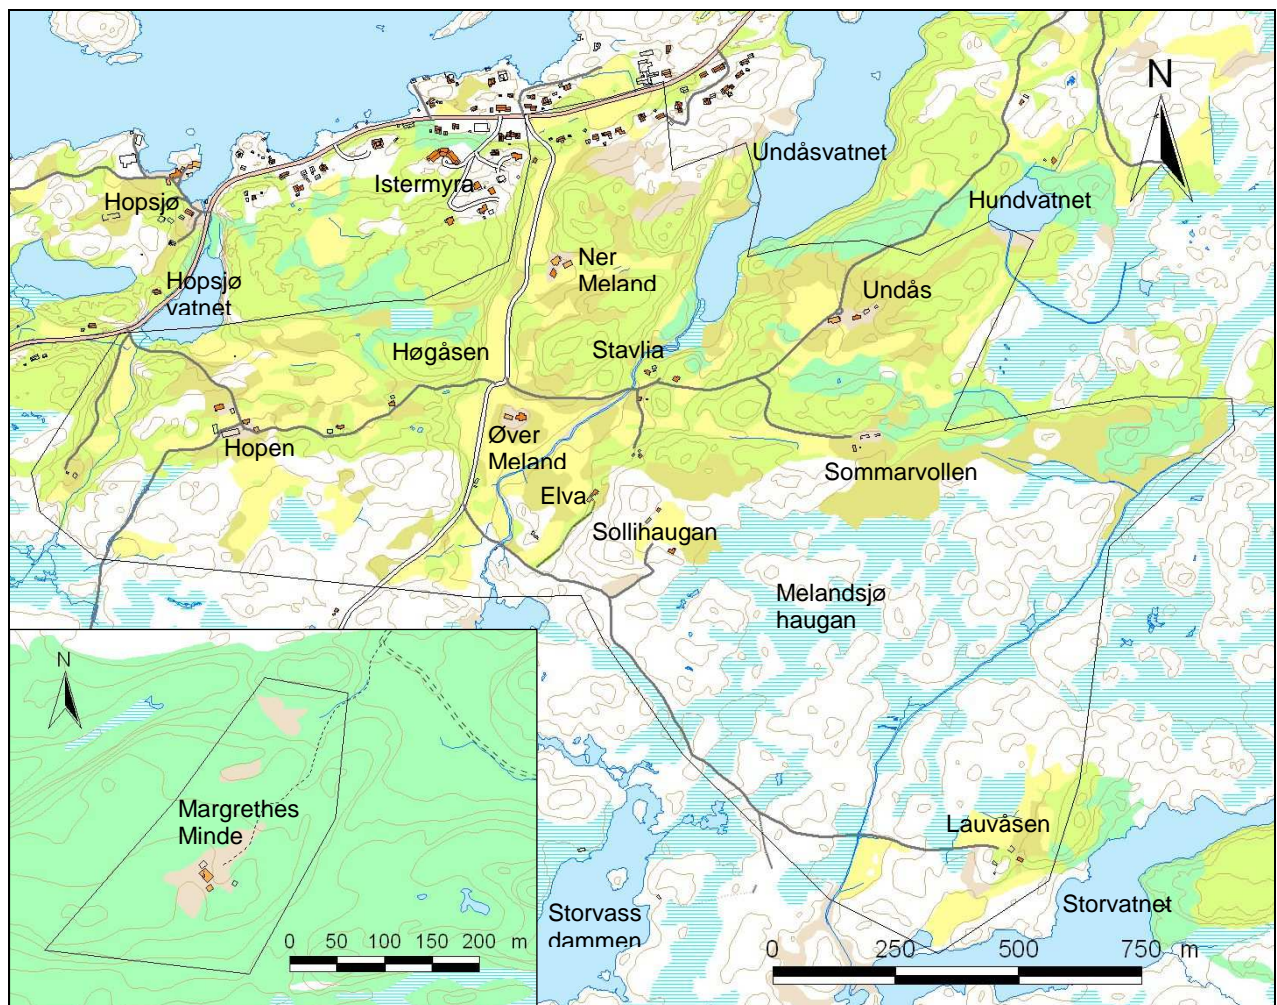 N
Undåsvatnet
Istermyra
Hundvatnet
Hopsjø
Ner
Meland
Hopsjø
vatnet
Undås
Stavlia
Høgåsen
Øver
Meland
Hopen
Sommarvollen
Elva
Sollihaugan
Melandsjø
haugan
N
Margrethes
Minde
Lauvåsen
Storvass
dammen
Storvatnet
0 50 100 150 200 m
0 250 500 750 m